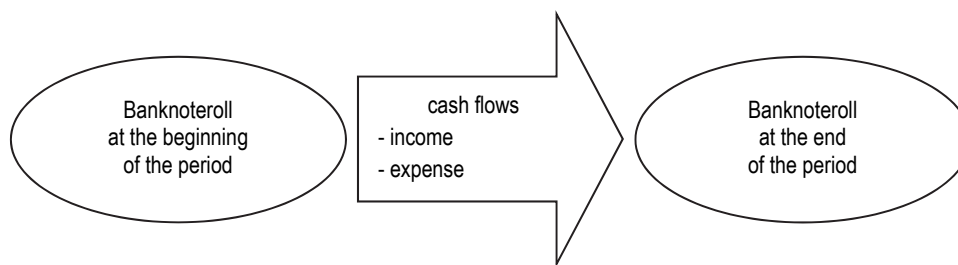 Banknoteroll
at the beginning
of the period
cash flows
- income
- expense
Banknoteroll
at the end
of the period